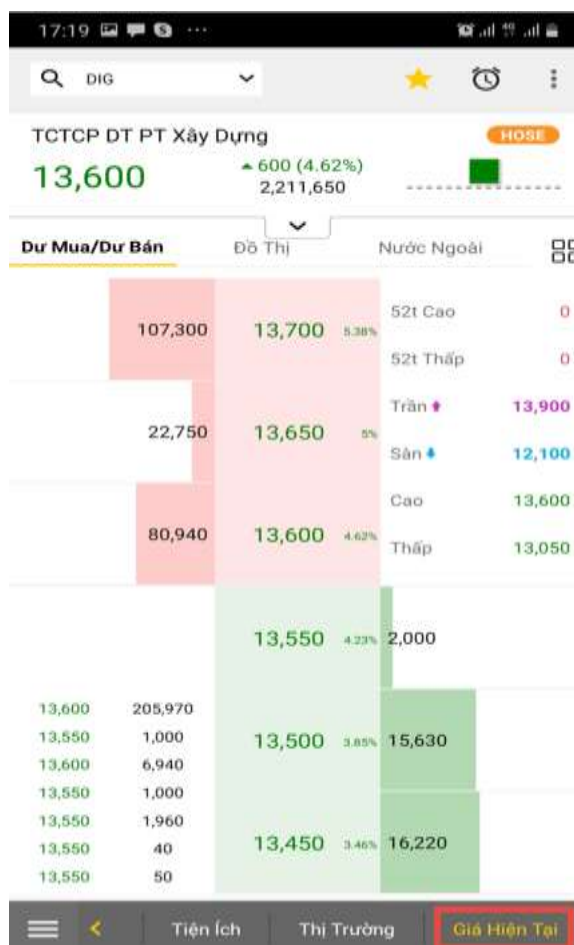 17:19
DIG
TCTCP DT PT Xây Dựng
HOSE
13,600
600 (4.62%)
2,211,650
Dư Mua/Dư Bán Đồ Thị Nước Ngoài
107,300 13,700 5.38%
22,750 13,650 5%
80,940 13,600 4.62%
52t Cao 0
52t Thấp 0
Trần 13,900
Sàn 12,100
Cao 13,600
Thấp 13,050
13,550 4.23% 2,000
13,500 3.85% 15,630
13,450 3.46% 16,220
13,600 205,970
13,550 1,000
13,600 6,940
13,550 1,000
13,550 1,960
13,550 40
13,550 50
Tiện Ích Thị Trường Giá Hiện Tại